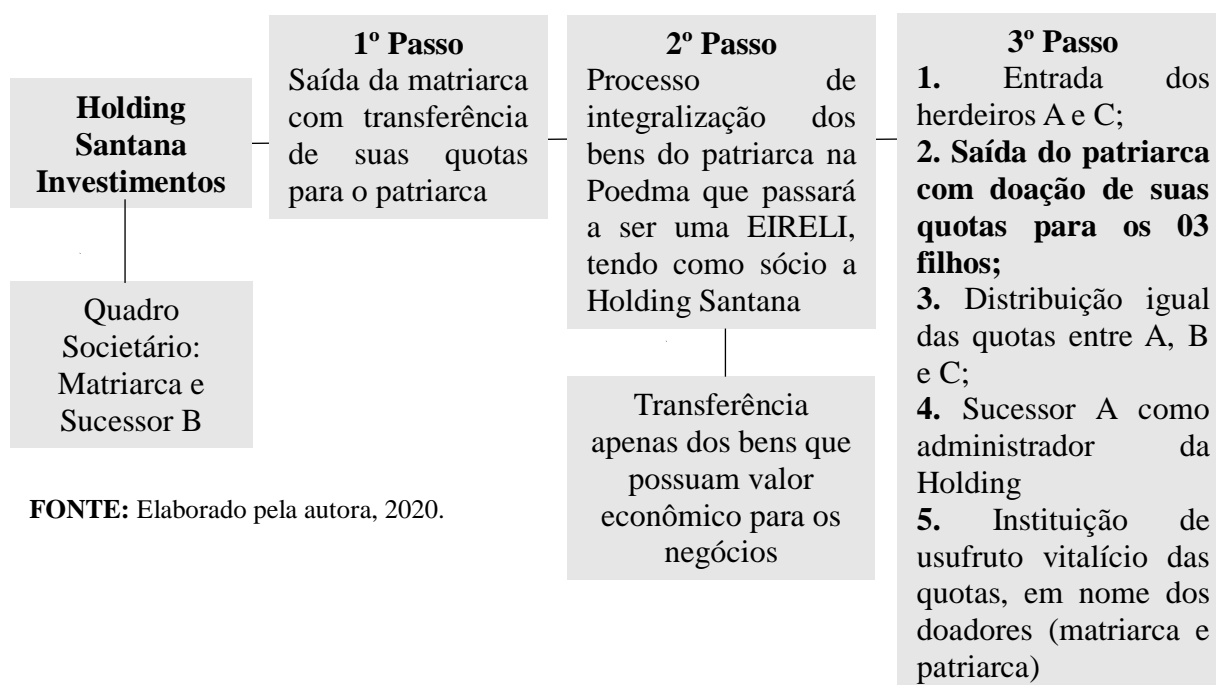 Holding
Santana
Investimentos
Quadro
Societário:
Matriarca e
Sucessor B
1º Passo
Saída da matriarca
com transferência
de suas quotas
para o patriarca
2º Passo
Processo de
integralização dos
bens do patriarca na
Poedma que passará
a ser uma EIRELI,
tendo como sócio a
Holding Santana
Transferência
apenas dos bens que
possuam valor
econômico para os
negócios
3º Passo
1. Entrada dos
herdeiros A e C;
2. Saída do patriarca
com doação de suas
quotas para os 03
filhos;
3. Distribuição igual
das quotas entre A, B
e C;
4. Sucessor A como
administrador da
Holding
5. Instituição de
usufruto vitalício das
quotas, em nome dos
doadores (matriarca e
patriarca)
FONTE: Elaborado pela autora, 2020.